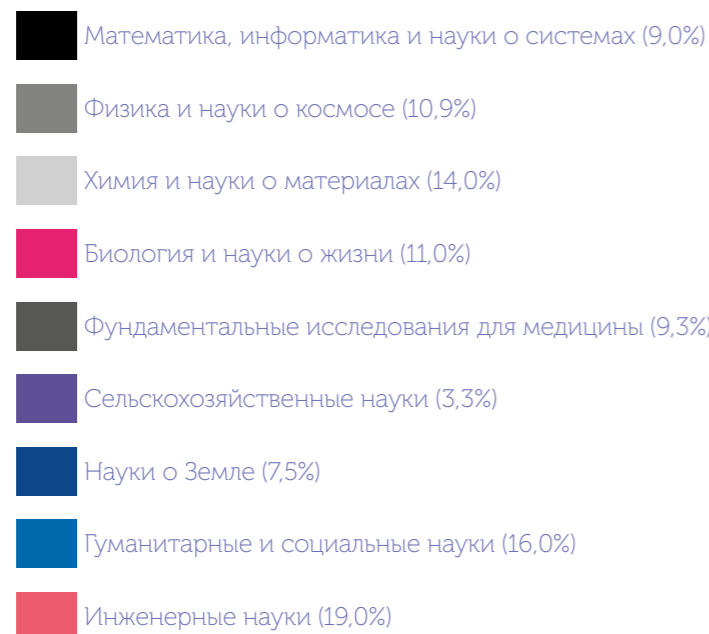 Математика, информатика и науки о системах (9,0%)
Физика и науки о космосе (10,9%)
Химия и науки о материалах (14,0%)
Биология и науки о жизни (11,0%)
Фундаментальные исследования для медицины (9,3%)
Сельскохозяйственные науки (3,3%)
Науки о Земле (7,5%)
Гуманитарные и социальные науки (16,0%)
Инженерные науки (19,0%)